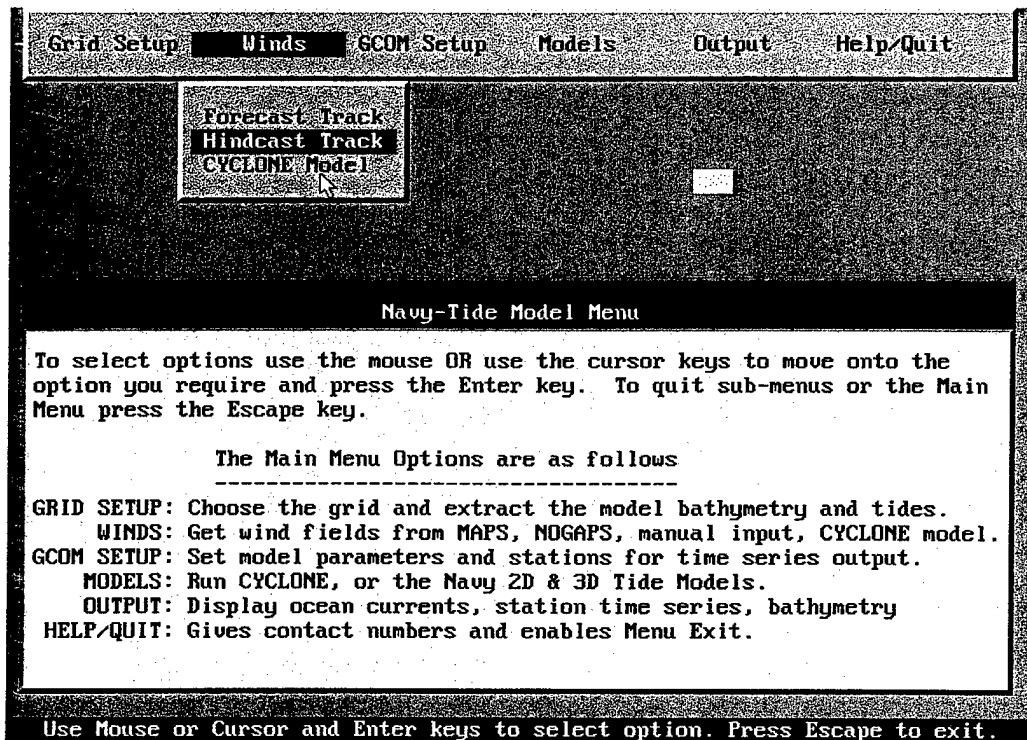 Grid Setup Winds GCOM Setup Models Output Help/Quit
Forecast Track
Hindcast Track
CYCLONE Model
Navy-Tide Model Menu
To select options use the mouse OR use the cursor keys to move onto the
option you require and press the Enter key. To quit sub-menus or the Main
Menu press the Escape key.
The Main Menu Options are as follows
-------------------------------------
GRID SETUP: Choose the grid and extract the model bathymetry and tides.
WINDS: Get wind fields from MAPS, NOGAPS, manual input, CYCLONE model.
GCOM SETUP: Set model parameters and stations for time series output.
MODELS: Run CYCLONE, or the Navy 2D & 3D Tide Models.
OUTPUT: Display ocean currents, station time series, bathymetry
HELP/QUIT: Gives contact numbers and enables Menu Exit.
Use Mouse or Cursor and Enter keys to select option. Press Escape to exit.